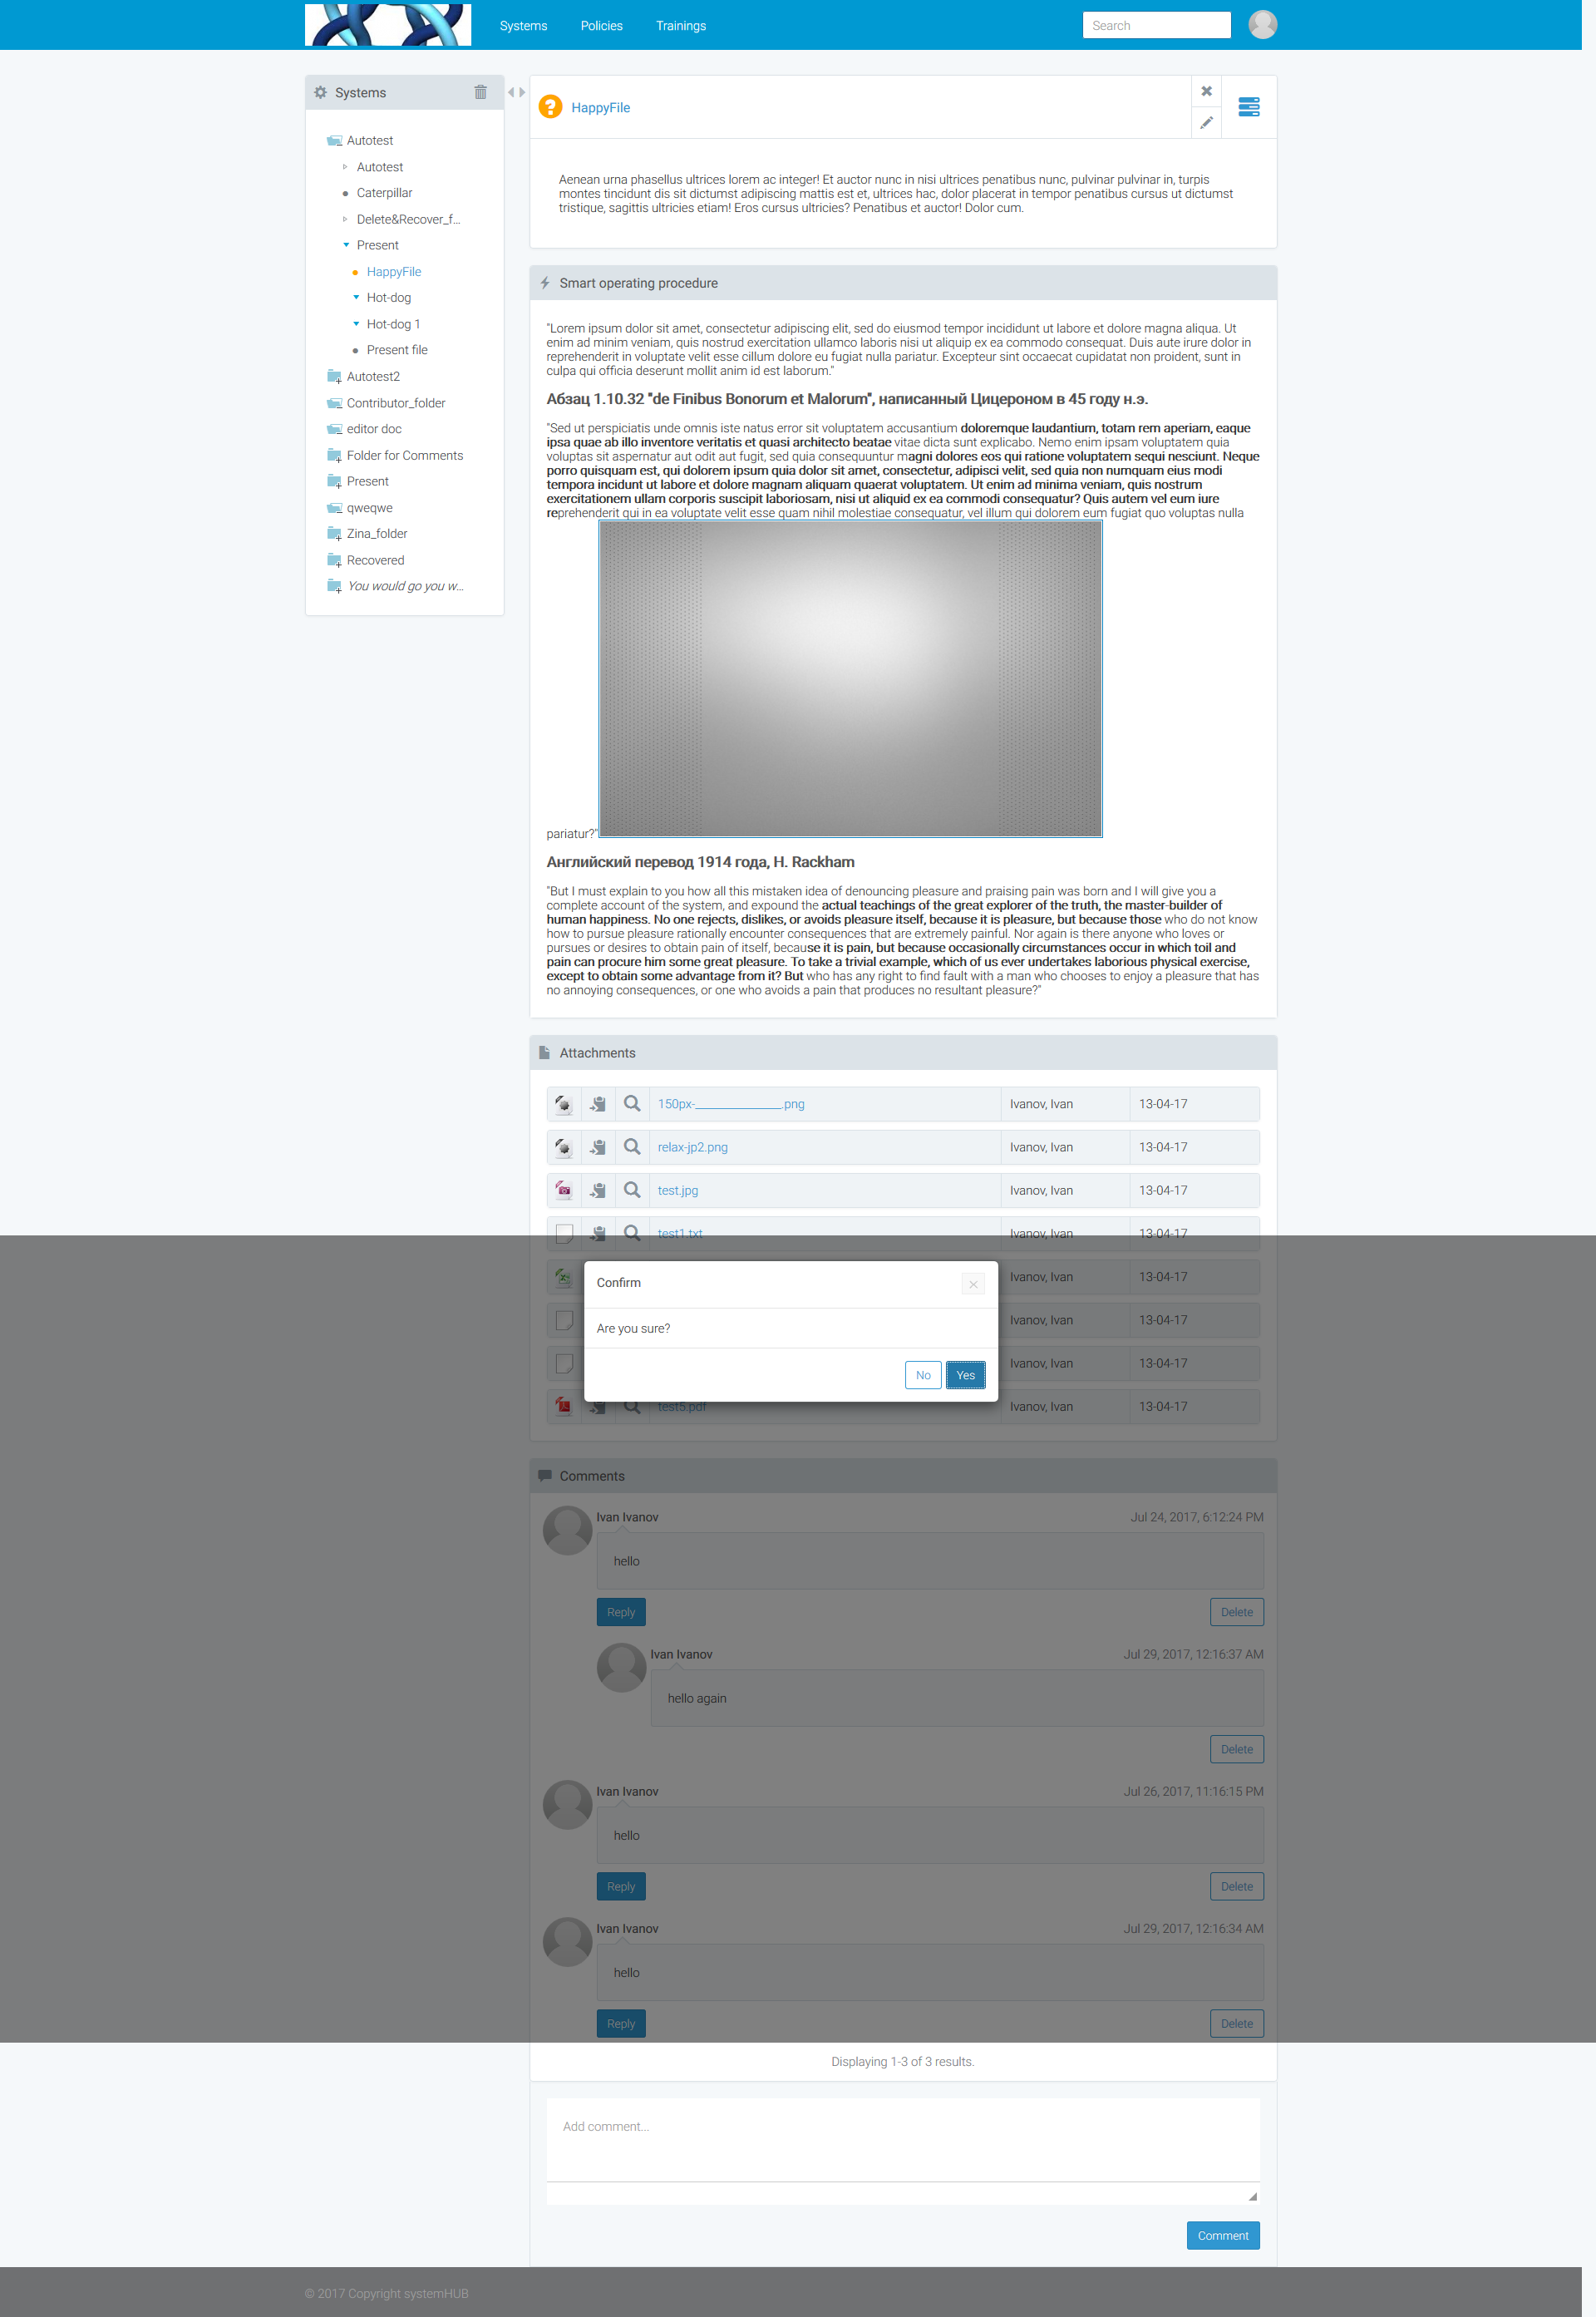 Systems Policies Trainings Search
Systems
Autotest
Autotest
Caterpillar
Delete&Recover_f...
Present
HappyFile
Hot-dog
Hot-dog 1
Present file
Autotest2
Contributor_folder
editor doc
Folder for Comments
Present
qweqwe
Zina_folder
Recovered
You would go you w...
HappyFile
Aenean urna phasellus ultrices lorem ac integer! Et auctor nunc in nisi ultrices penatibus nunc, pulvinar pulvinar in, turpis
montes tincidunt dis sit dictumst adipiscing mattis est et, ultrices hac, dolor placerat in tempor penatibus cursus ut dictumst
tristique, sagittis ultricies etiam! Eros cursus ultricies? Penatibus et auctor! Dolor cum.
Smart operating procedure
"Lorem ipsum dolor sit amet, consectetur adipiscing elit, sed do eiusmod tempor incididunt ut labore et dolore magna aliqua. Ut
enim ad minim veniam, quis nostrud exercitation ullamco laboris nisi ut aliquip ex ea commodo consequat. Duis aute irure dolor in
reprehenderit in voluptate velit esse cillum dolore eu fugiat nulla pariatur. Excepteur sint occaecat cupidatat non proident, sunt in
culpa qui officia deserunt mollit anim id est laborum."
Абзац 1.10.32 "de Finibus Bonorum et Malorum", написанный Цицероном в 45 году н.э.
"Sed ut perspiciatis unde omnis iste natus error sit voluptatem accusantium doloremque laudantium, totam rem aperiam, eaque
ipsa quae ab illo inventore veritatis et quasi architecto beatae vitae dicta sunt explicabo. Nemo enim ipsam voluptatem quia
voluptas sit aspernatur aut odit aut fugit, sed quia consequuntur magni dolores eos qui ratione voluptatem sequi nesciunt. Neque
porro quisquam est, qui dolorem ipsum quia dolor sit amet, consectetur, adipisci velit, sed quia non numquam eius modi
tempora incidunt ut labore et dolore magnam aliquam quaerat voluptatem. Ut enim ad minima veniam, quis nostrum
exercitationem ullam corporis suscipit laboriosam, nisi ut aliquid ex ea commodi consequatur? Quis autem vel eum iure
reprehenderit qui in ea voluptate velit esse quam nihil molestiae consequatur, vel illum qui dolorem eum fugiat quo voluptas nulla
pariatur?"
Английский перевод 1914 года, H. Rackham
"But I must explain to you how all this mistaken idea of denouncing pleasure and praising pain was born and I will give you a
complete account of the system, and expound the actual teachings of the great explorer of the truth, the master-builder of
human happiness. No one rejects, dislikes, or avoids pleasure itself, because it is pleasure, but because those who do not know
how to pursue pleasure rationally encounter consequences that are extremely painful. Nor again is there anyone who loves or
pursues or desires to obtain pain of itself, because it is pain, but because occasionally circumstances occur in which toil and
pain can procure him some great pleasure. To take a trivial example, which of us ever undertakes laborious physical exercise,
except to obtain some advantage from it? But who has any right to find fault with a man who chooses to enjoy a pleasure that has
no annoying consequences, or one who avoids a pain that produces no resultant pleasure?"
Attachments
150px-________________.png Ivanov, Ivan 13-04-17
relax-jp2.png Ivanov, Ivan 13-04-17
test.jpg Ivanov, Ivan 13-04-17
test1.txt Ivanov, Ivan 13-04-17
Ivanov, Ivan 13-04-17
Ivanov, Ivan 13-04-17
Ivanov, Ivan 13-04-17
test5.pdf Ivanov, Ivan 13-04-17
Confirm
Are you sure?
No Yes
Comments
Ivan Ivanov Jul 24, 2017, 6:12:24 PM
hello
Reply Delete
Ivan Ivanov Jul 29, 2017, 12:16:37 AM
hello again
Delete
Ivan Ivanov Jul 26, 2017, 11:16:15 PM
hello
Reply Delete
Ivan Ivanov Jul 29, 2017, 12:16:34 AM
hello
Reply Delete
Displaying 1-3 of 3 results.
Add comment...
Comment
© 2017 Copyright systemHUB